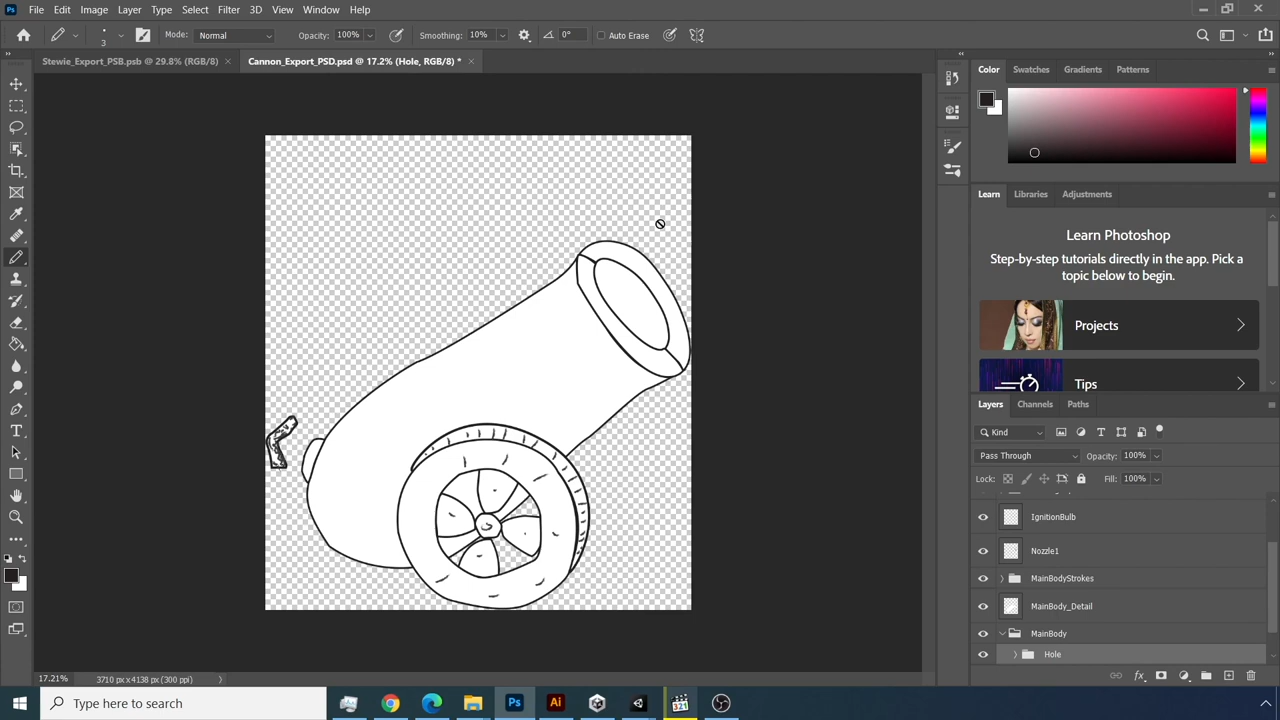 File Edit Image Layer Type Select Filter 3D View Window Help
3 Mode: Normal Opacity: 100% Smoothing: 10% 0° Auto Erase
Stewie_Export_PSB.psb @ 29.8% (RGB/8) Cannon_Export_PSD.psd @ 17.2% (Hole, RGB/8) *
Color Swatches Gradients Patterns
Learn Libraries Adjustments
Learn Photoshop
Step-by-step tutorials directly in the app. Pick a
topic below to begin.
Projects
Tips
Layers Channels Paths
Kind
Pass Through Opacity: 100%
Lock: Fill: 100%
IgnitionBulb
Nozzle1
MainBodyStrokes
MainBody_Detail
MainBody
Hole
17.21% 3710 px x 4138 px (300 ppi)
Type here to search Ps Ai 321